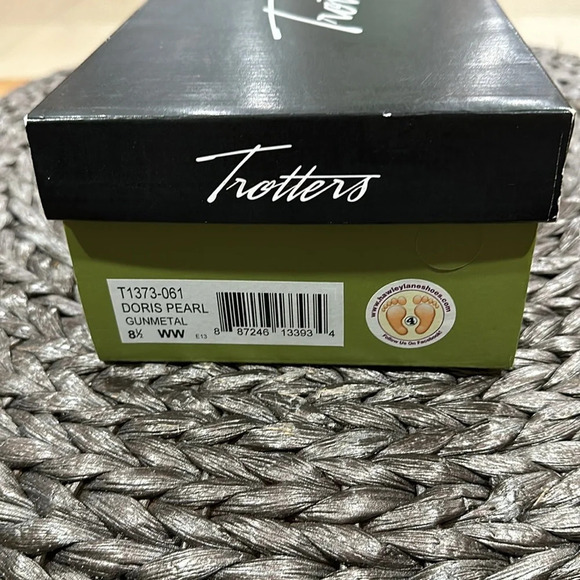 Trotters
Trotters
T1373-061
DORIS PEARL
GUNMETAL
8½ WW E13
8 87246 13393 4
www.hawleylaneshoes.com
4
Follow Us On Facebook!